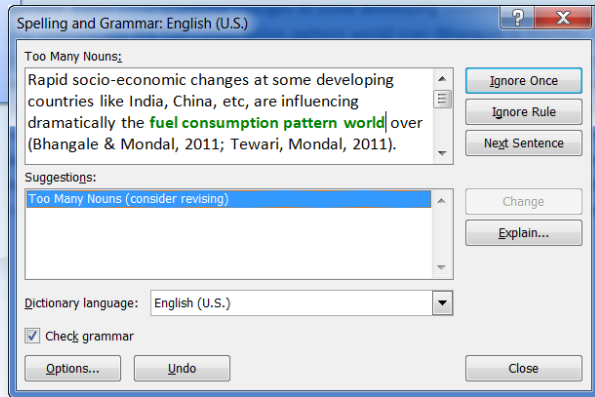 Spelling and Grammar: English (U.S.)
Too Many Nouns:
Rapid socio-economic changes at some developing
countries like India, China, etc, are influencing
dramatically the fuel consumption pattern world over
(Bhangale & Mondal, 2011; Tewari, Mondal, 2011).
Ignore Once
Ignore Rule
Next Sentence
Suggestions:
Too Many Nouns (consider revising)
Change
Explain...
Dictionary language: English (U.S.)
Check grammar
Options... Undo Close